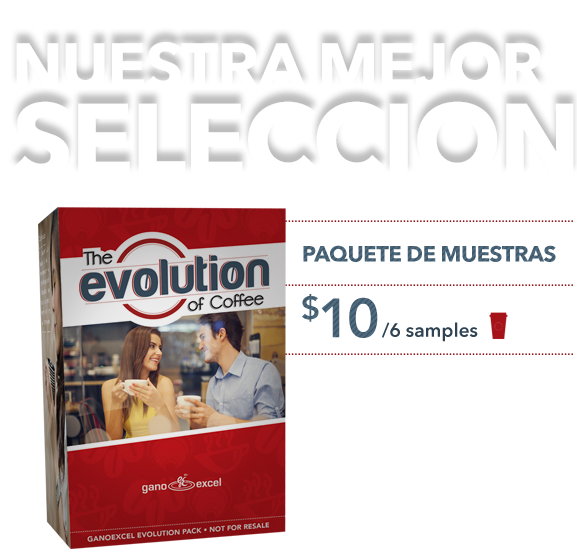 NUESTRA MEJOR
SELECCION
The
evolution
of Coffee
PAQUETE DE MUESTRAS
$10 /6 samples
gano excel
GANOEXCEL EVOLUTION PACK • NOT FOR RESALE